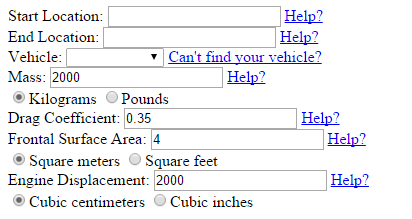 Start Location: Help?
End Location: Help?
Vehicle: Can't find your vehicle?
Mass: 2000 Help?
Kilograms Pounds
Drag Coefficient: 0.35 Help?
Frontal Surface Area: 4 Help?
Square meters Square feet
Engine Displacement: 2000 Help?
Cubic centimeters Cubic inches